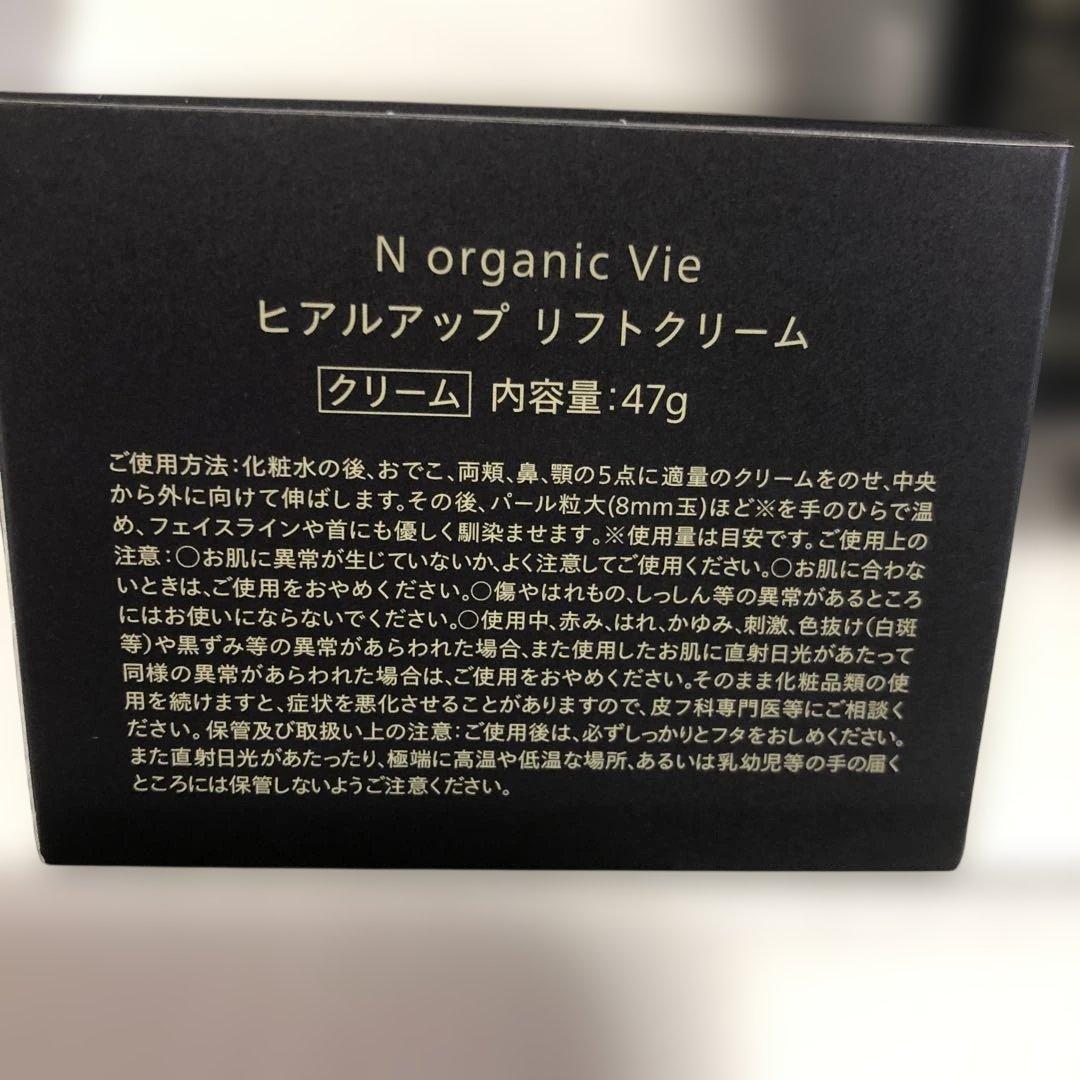 N organic Vie
ヒアルアップ リフトクリーム
クリーム 内容量：47g
ご使用方法：化粧水の後、おでこ、両頬、鼻、顎の5点に適量のクリームをのせ、中央
から外に向けて伸ばします。その後、パール粒大(8mm玉)ほど※を手のひらで温
め、フェイスラインや首にも優しく馴染ませます。※使用量は目安です。ご使用上の
注意：○お肌に異常が生じていないか、よく注意してご使用ください。○お肌に合わな
いときは、ご使用をおやめください。○傷やはれもの、しっしん等の異常があるところ
にはお使いにならないでください。○使用中、赤み、はれ、かゆみ、刺激、色抜け(白斑
等)や黒ずみ等の異常があらわれた場合、また使用したお肌に直射日光があたって
同様の異常があらわれた場合は、ご使用をおやめください。そのまま化粧品類の使
用を続けますと、症状を悪化させることがありますので、皮フ科専門医等にご相談く
ださい。保管及び取扱い上の注意：ご使用後は、必ずしっかりとフタをおしめください。
また直射日光があたったり、極端に高温や低温な場所、あるいは乳幼児等の手の届く
ところには保管しないようご注意ください。